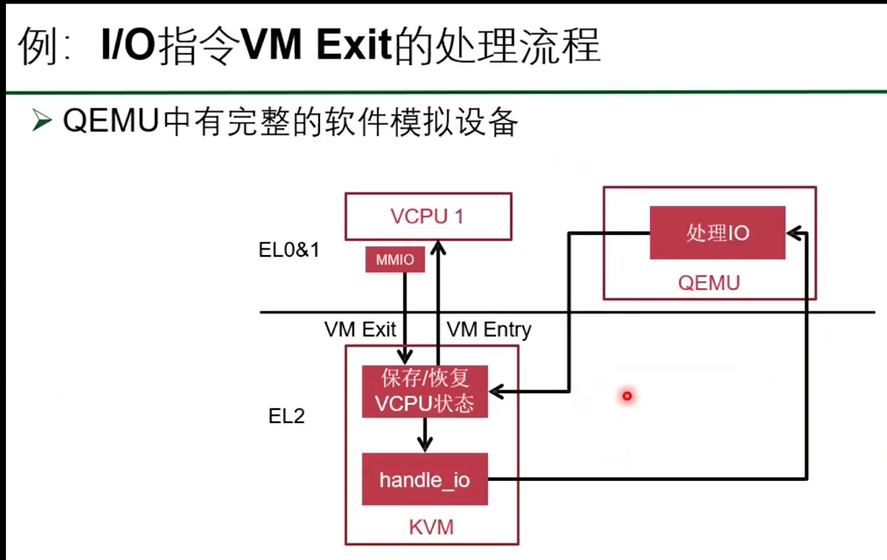 例：I/O指令VM Exit的处理流程
QEMU中有完整的软件模拟设备
VCPU 1
处理IO
EL0&1
MMIO
QEMU
VM Exit
VM Entry
保存/恢复
VCPU状态
EL2
handle_io
KVM